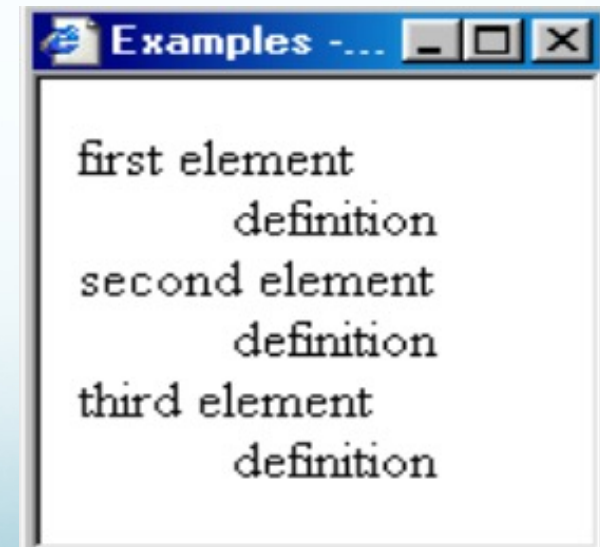 Examples -...
first element
definition
second element
definition
third element
definition